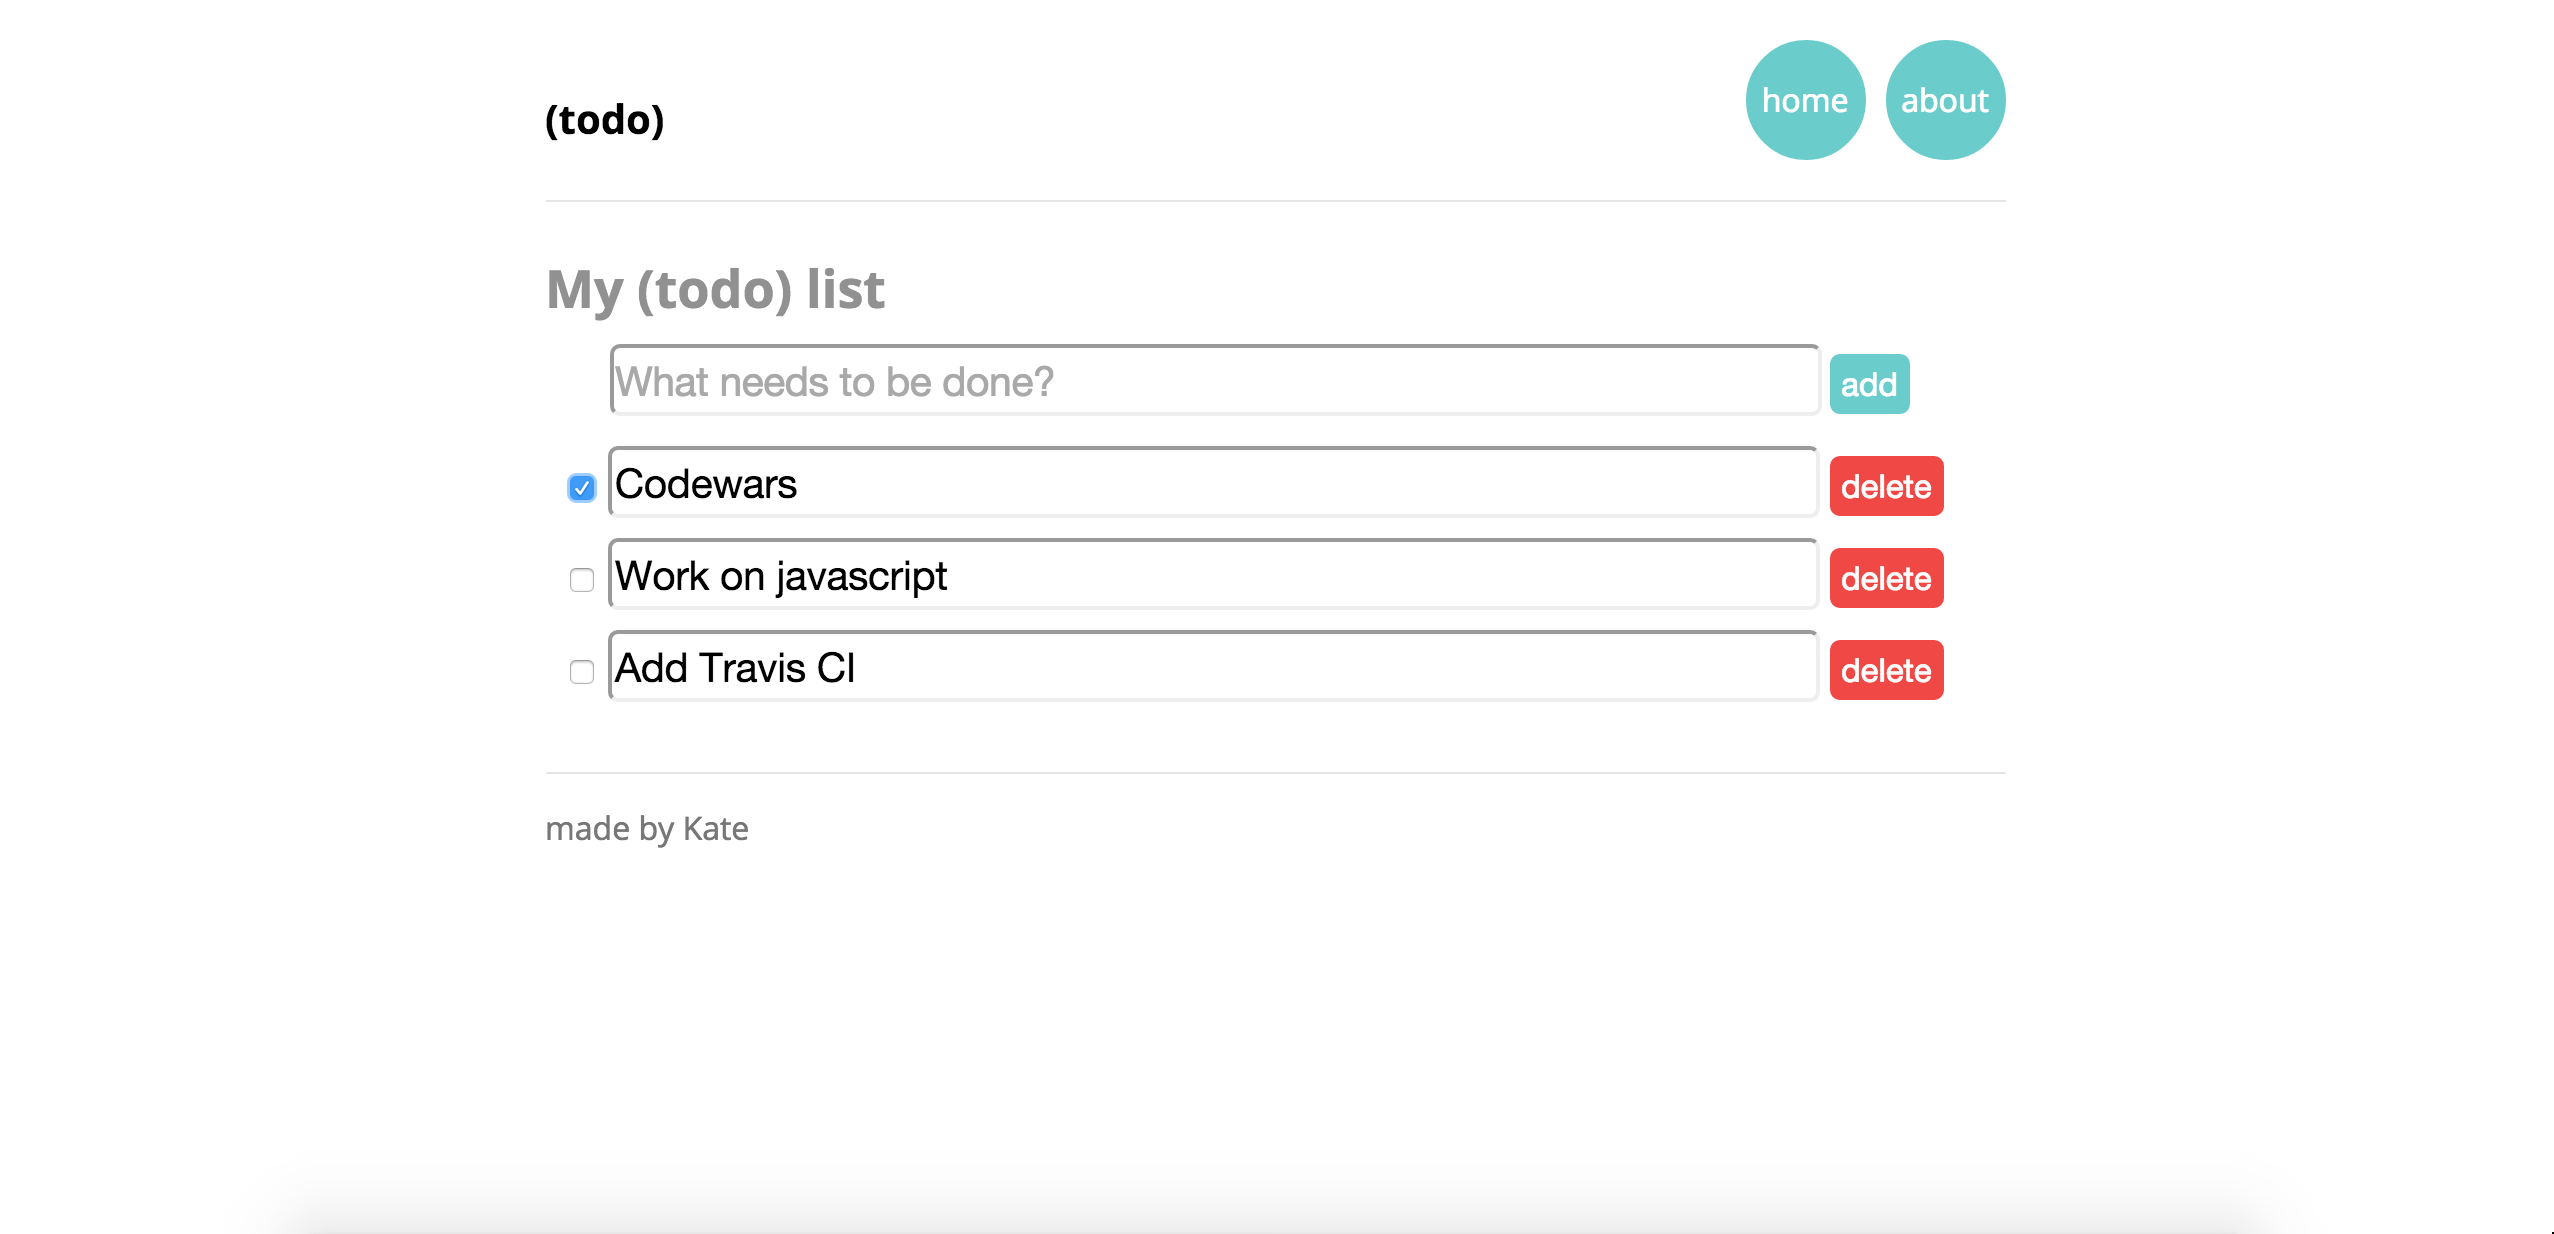 (todo)
home
about
My (todo) list
What needs to be done?
add
Codewars
delete
Work on javascript
delete
Add Travis CI
delete
made by Kate